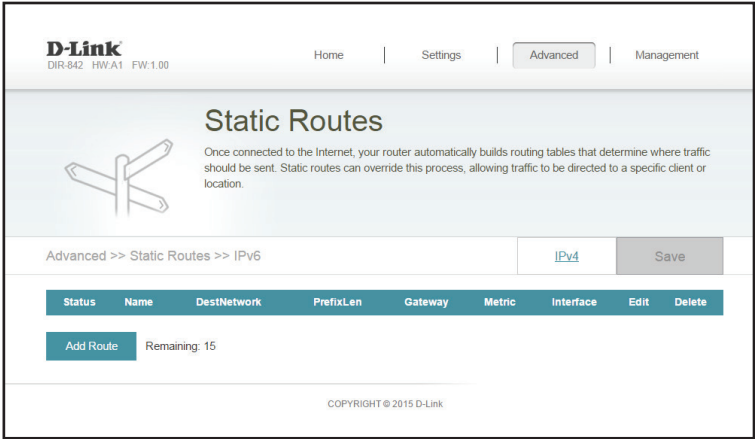 D-Link
DIR-842 HW:A1 FW:1.00
Home Settings Advanced Management
Static Routes
Once connected to the Internet, your router automatically builds routing tables that determine where traffic
should be sent. Static routes can override this process, allowing traffic to be directed to a specific client or
location.
Advanced >> Static Routes >> IPv6 IPv4 Save
Status Name DestNetwork PrefixLen Gateway Metric Interface Edit Delete
Add Route Remaining: 15
COPYRIGHT © 2015 D-Link